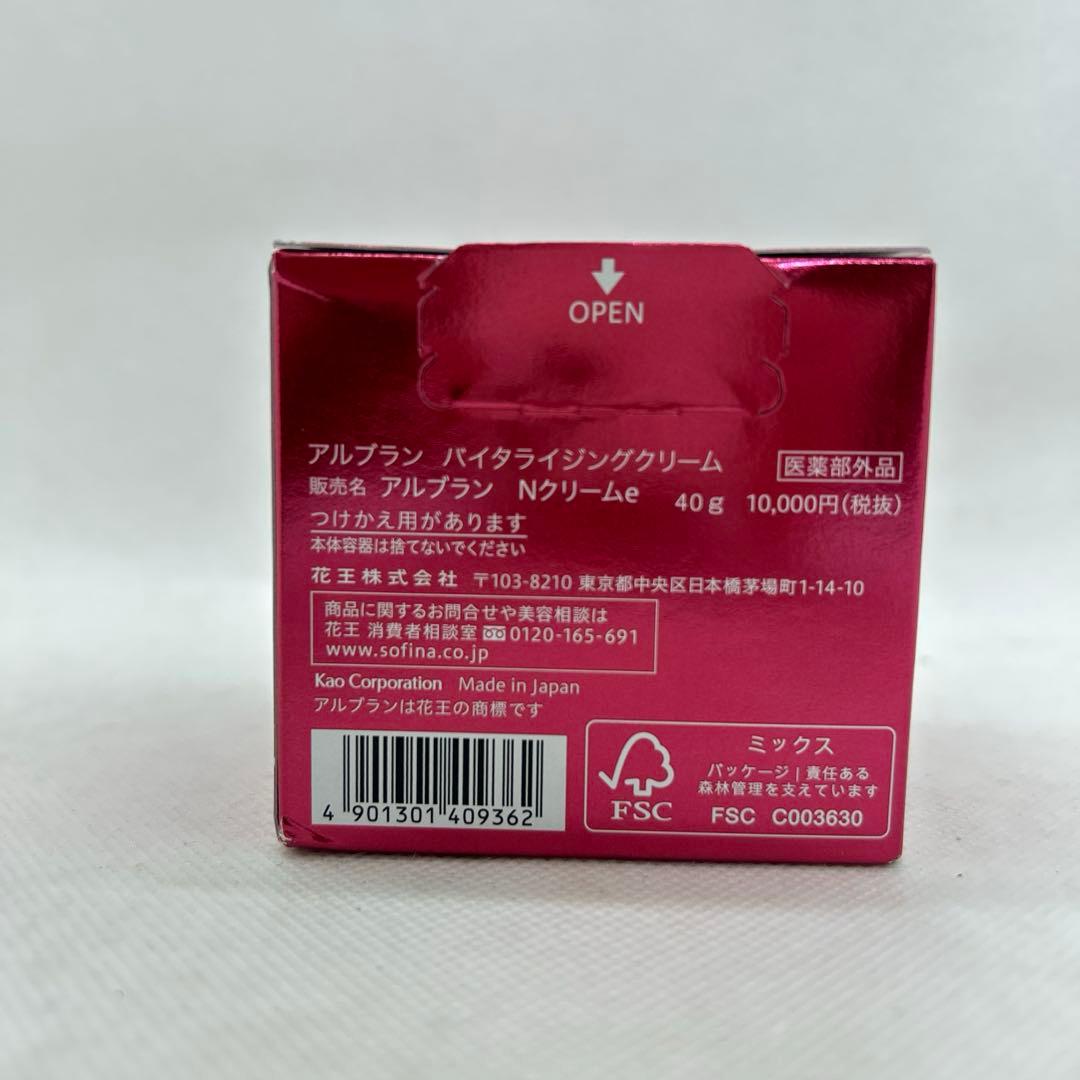 OPEN
アルブラン バイタライジングクリーム 医薬部外品
販売名 アルブラン Nクリームe 40g 10,000円(税抜)
つけかえ用があります
本体容器は捨てないでください
花王株式会社 〒103-8210 東京都中央区日本橋茅場町1-14-10
商品に関するお問合せや美容相談は
花王 消費者相談室 0120-165-691
www.sofina.co.jp
Kao Corporation Made in Japan
アルブランは花王の商標です
4 901301 409362
ミックス
パッケージ | 責任ある
森林管理を支えています
FSC
FSC C003630